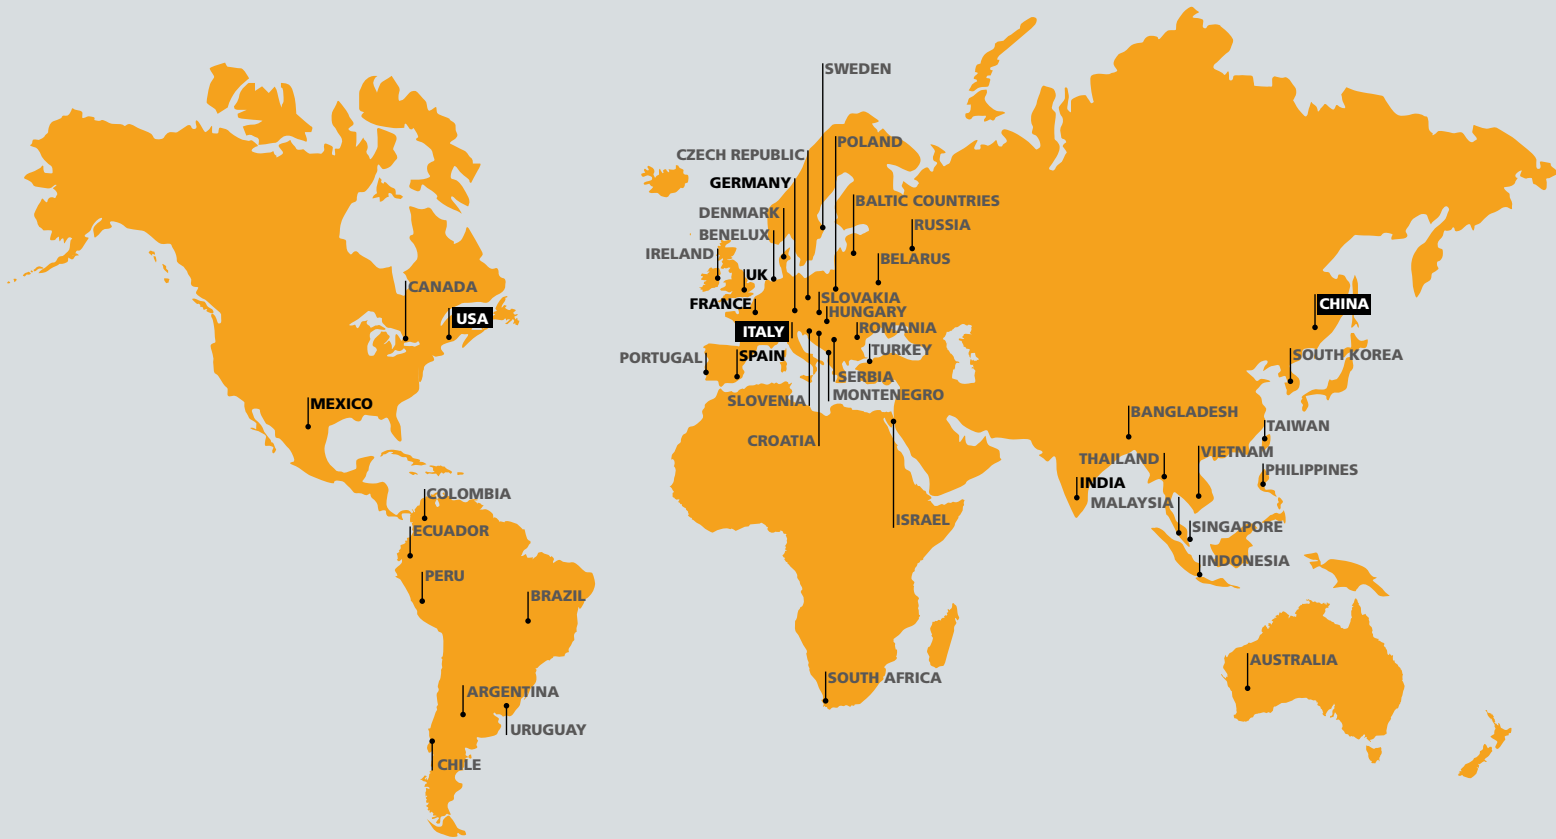 SWEDEN
POLAND
CZECH REPUBLIC
GERMANY
BALTIC COUNTRIES
DENMARK
RUSSIA
BENELUX
IRELAND
BELARUS
UK
CANADA
SLOVAKIA
FRANCE
CHINA
HUNGARY
USA
ROMANIA
ITALY
TURKEY
SOUTH KOREA
PORTUGAL
SPAIN
SERBIA
MONTENEGRO
SLOVENIA
MEXICO
BANGLADESH
TAIWAN
CROATIA
VIETNAM
THAILAND
PHILIPPINES
INDIA
COLOMBIA
MALAYSIA
ISRAEL
SINGAPORE
ECUADOR
INDONESIA
PERU
BRAZIL
AUSTRALIA
SOUTH AFRICA
ARGENTINA
URUGUAY
CHILE